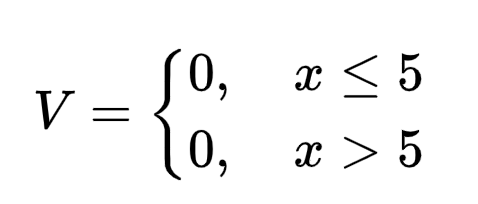 V = { 0, x ≤ 5
0, x > 5